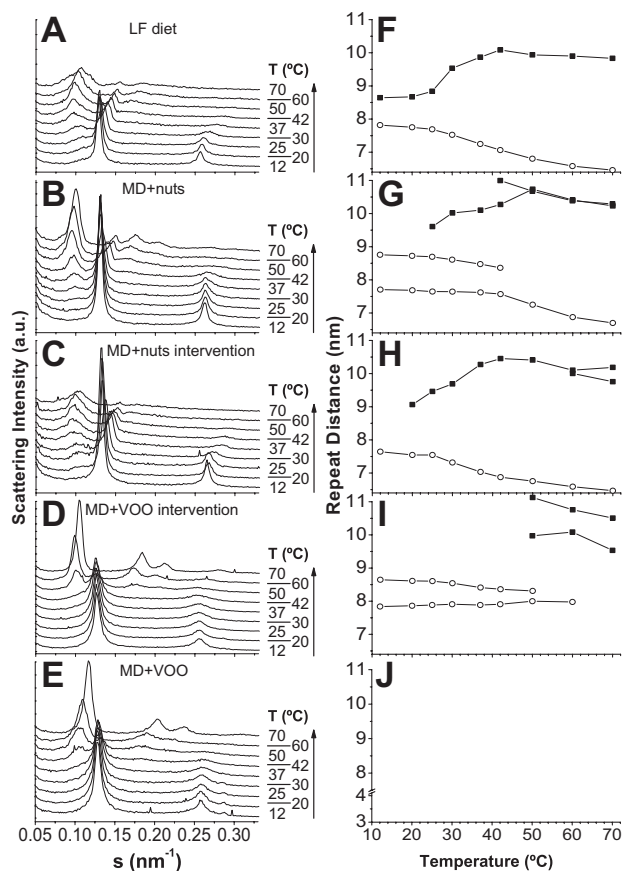 A
LF diet
T (ºC)
70
60
50
42
37
30
25
20
12
B
MD+nuts
T (ºC)
70
60
50
42
37
30
25
20
12
C
MD+nuts intervention
T (ºC)
70
60
50
42
37
30
25
20
12
D
MD+VOO intervention
T (ºC)
70
60
50
42
37
30
25
20
12
E
MD+VOO
T (ºC)
70
60
50
42
37
30
25
20
12
Scattering Intensity (a.u.)
0.05 0.10 0.15 0.20 0.25 0.30
s (nm-1)
F
11
10
9
8
7
G
11
10
9
8
7
H
11
10
9
8
7
I
11
10
9
8
7
J
11
10
9
8
4
3
Repeat Distance (nm)
10 20 30 40 50 60 70
Temperature (ºC)